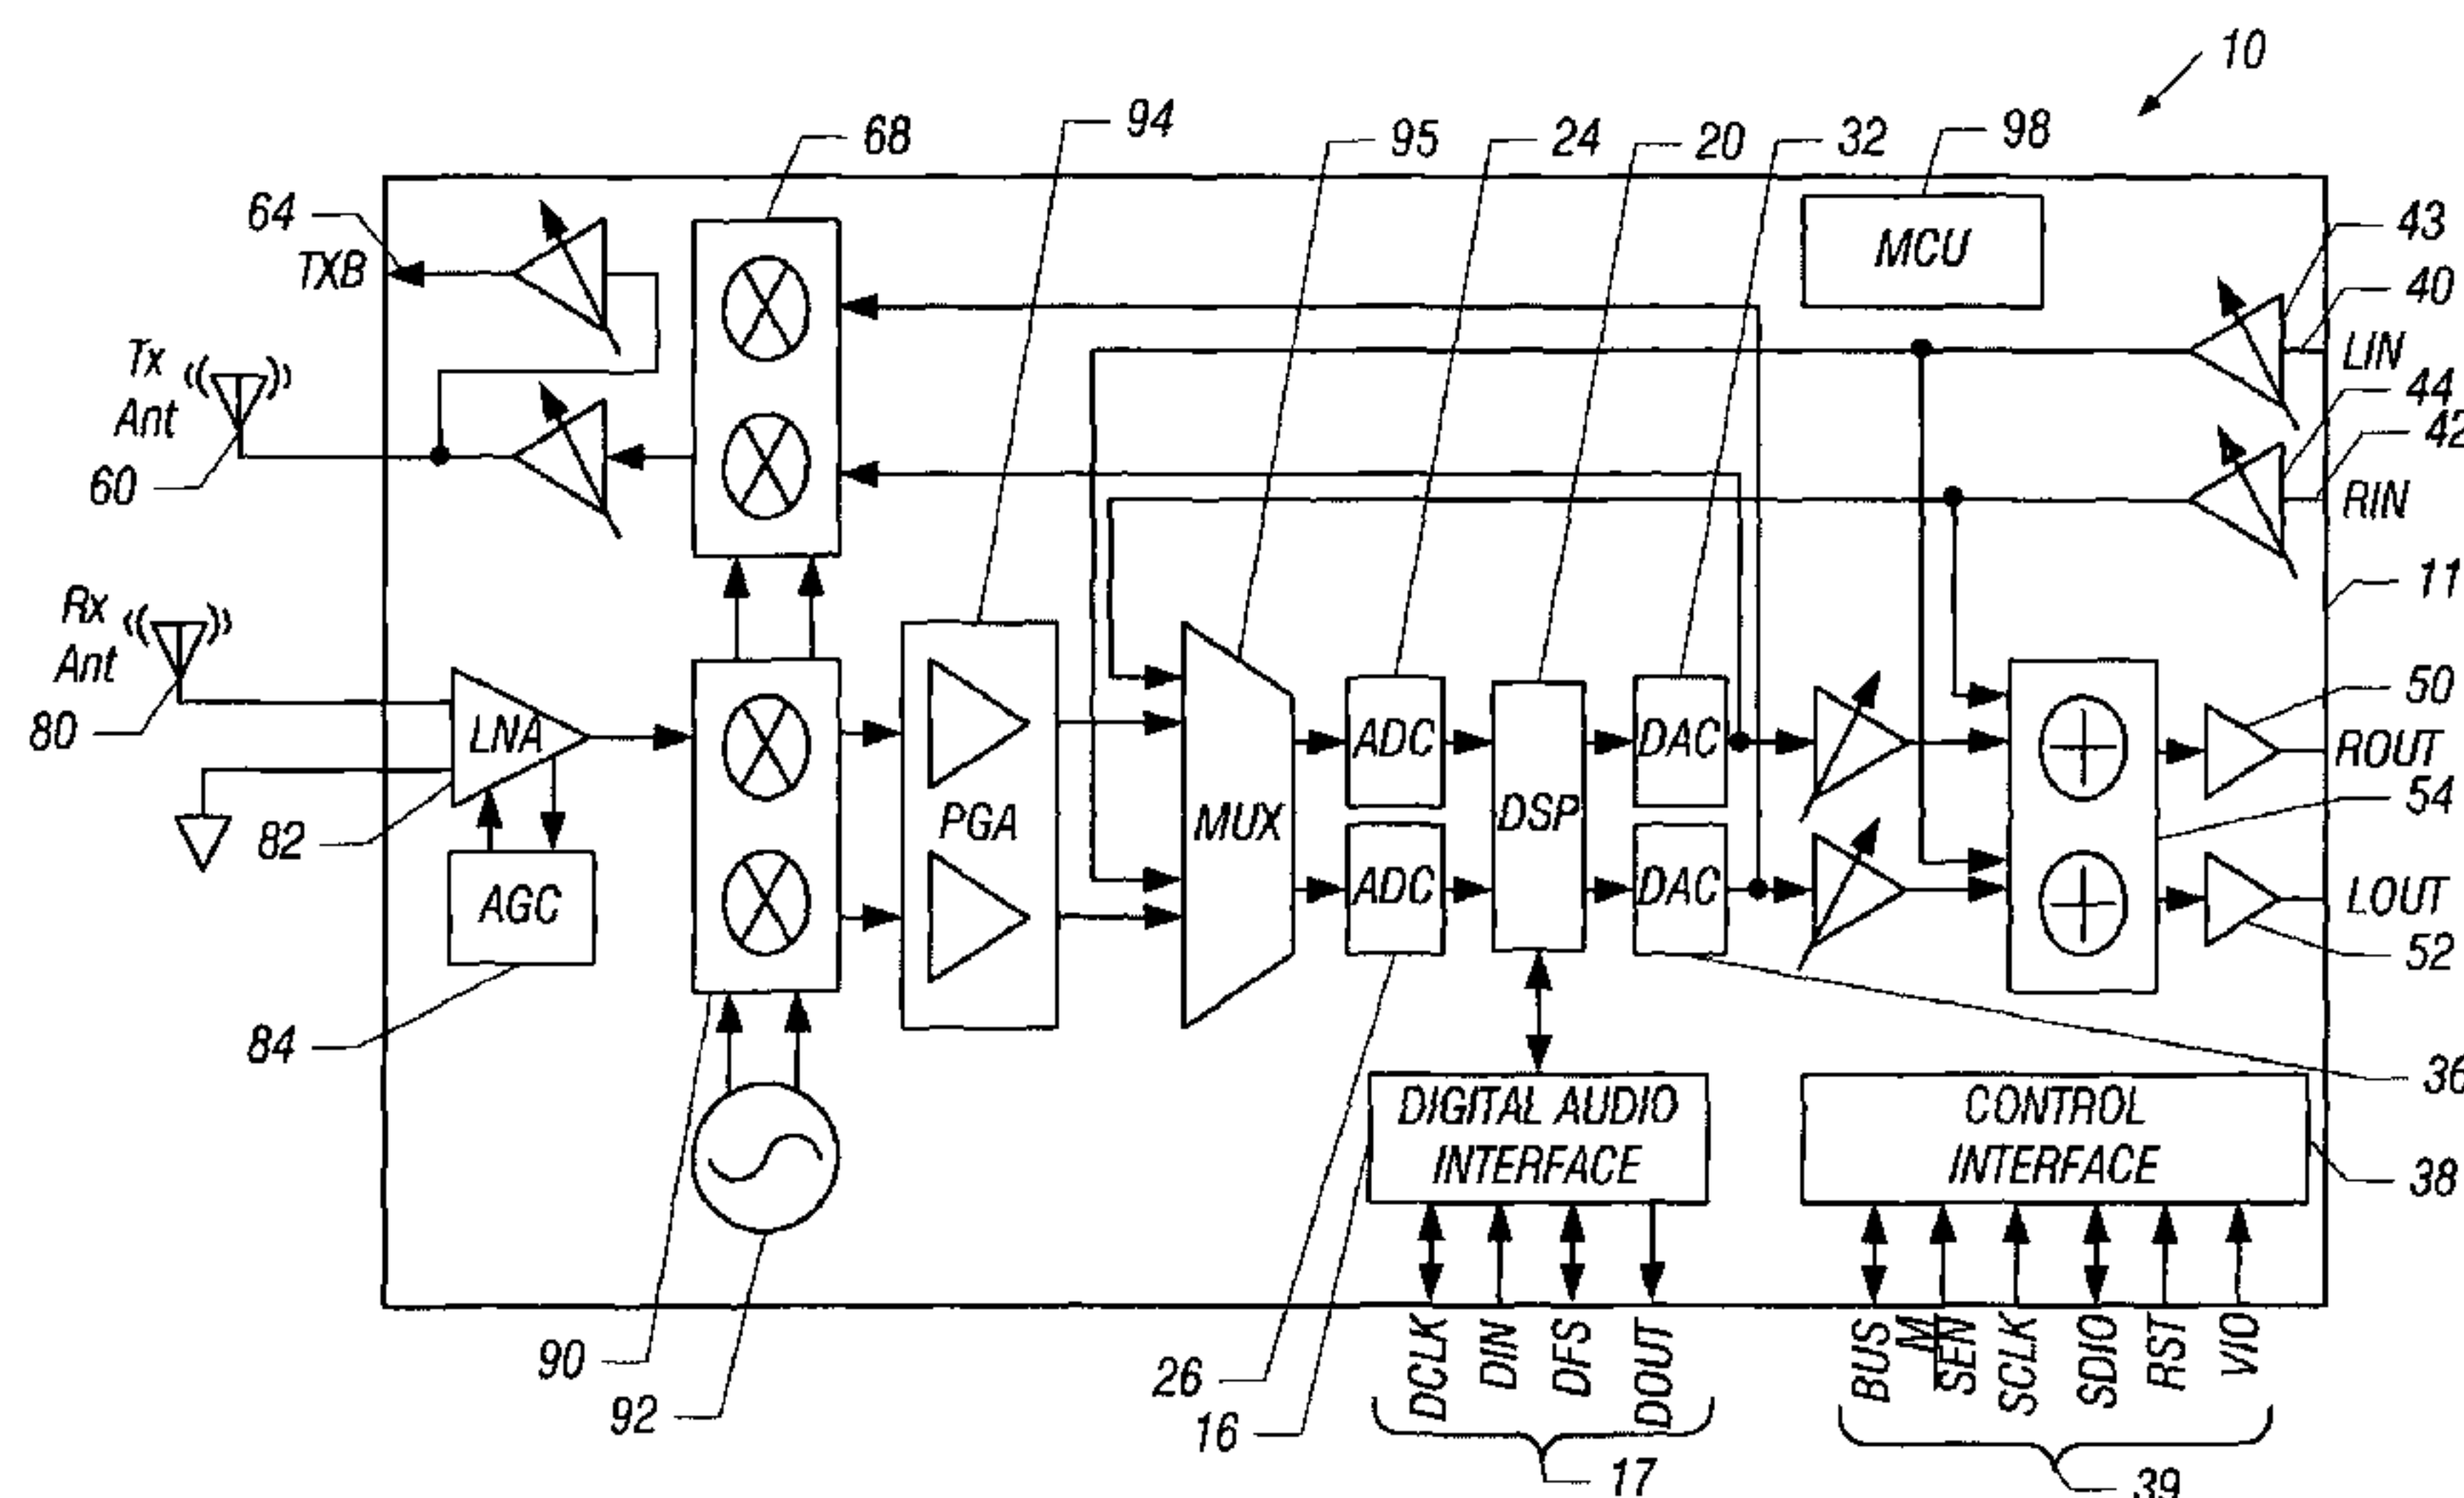 10
68
94
95
24
20
32
98
64
TXB
MCU
43
40
LIN
44
42
RIN
Tx
Ant
60
11
Rx
Ant
80
LNA
82
AGC
84
PGA
MUX
ADC
ADC
DSP
DAC
DAC
50
ROUT
54
LOUT
52
36
DIGITAL AUDIO
INTERFACE
CONTROL
INTERFACE
38
90
92
26
16
DCLK
DIN
DFS
DOUT
BUS
M
SEN
SCLK
SDIO
RST
VIO
17
39